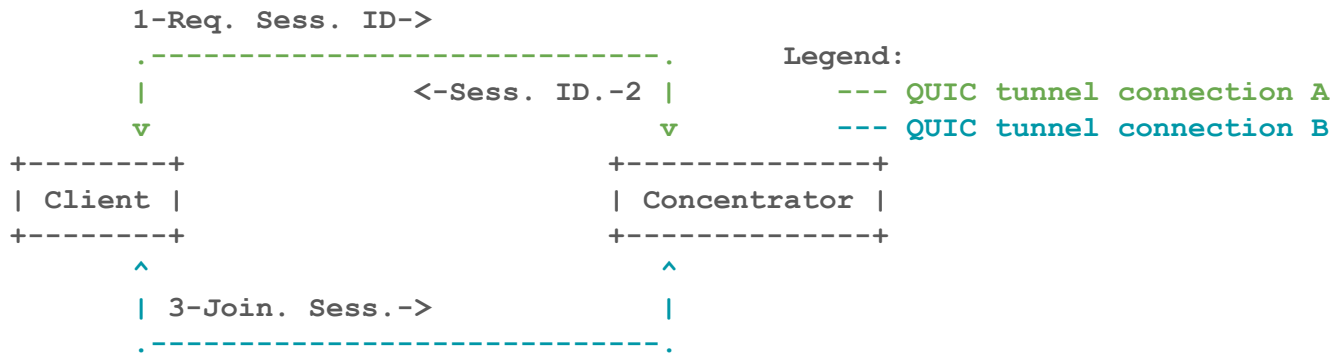 1-Req. Sess. ID->
Legend:
<-Sess. ID.-2
--- QUIC tunnel connection A
v v
--- QUIC tunnel connection B
| Client | | Concentrator |
^ ^
| 3-Join. Sess.-> |